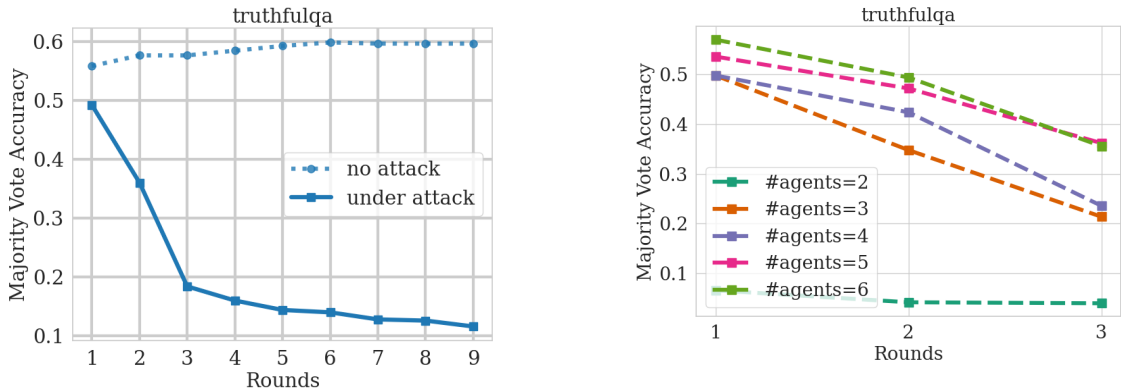 truthfulqa
Majority Vote Accuracy
0.6
0.5
0.4
0.3
0.2
0.1
no attack
under attack
1 2 3 4 5 6 7 8 9
Rounds
truthfulqa
Majority Vote Accuracy
0.5
0.4
0.3
0.2
0.1
#agents=2
#agents=3
#agents=4
#agents=5
#agents=6
1 2 3
Rounds